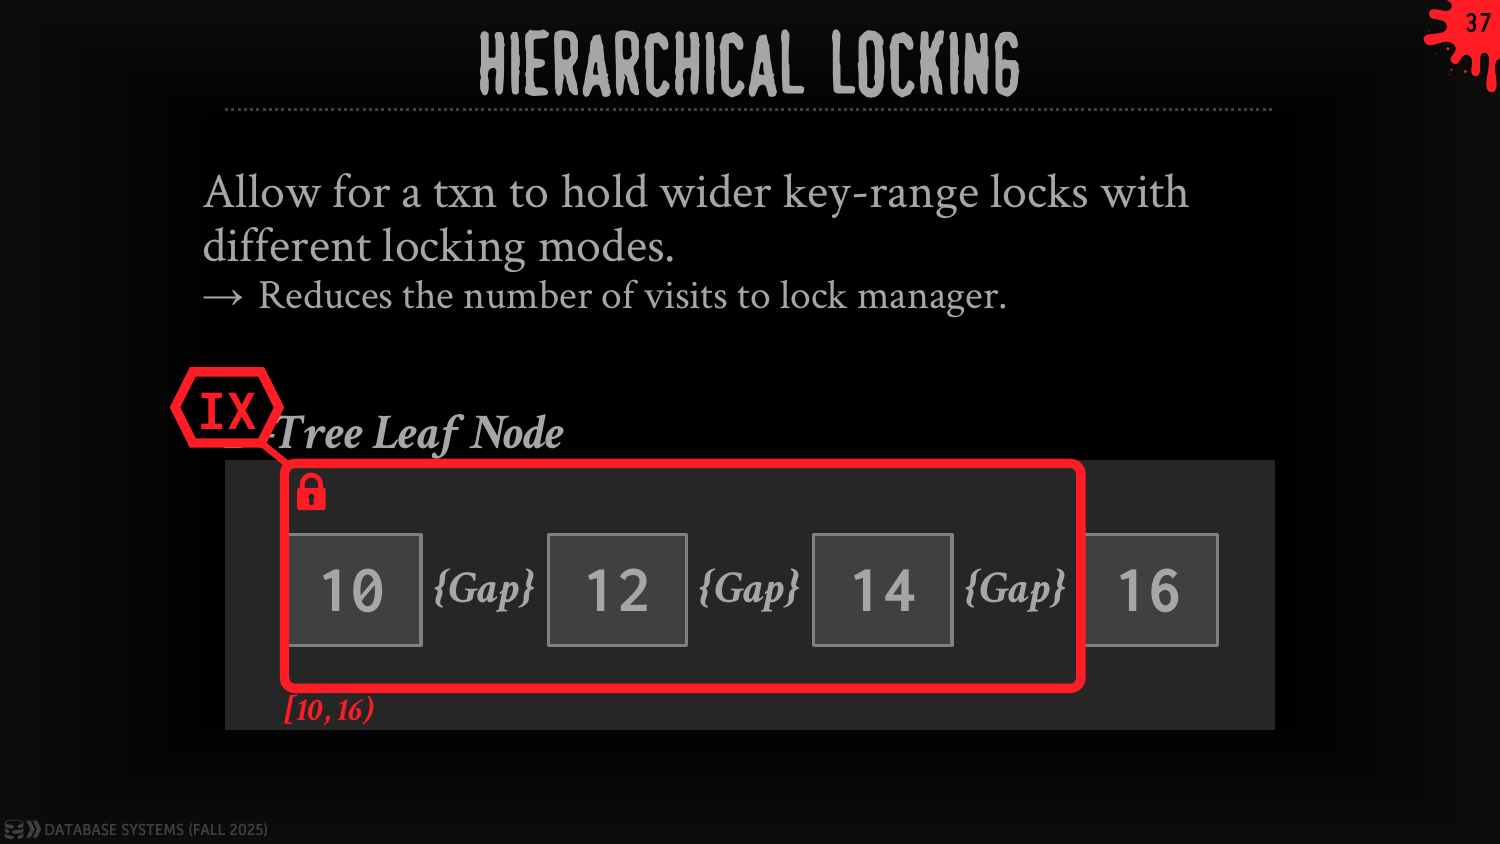 37
HIERARCHICAL LOCKING
Allow for a txn to hold wider key-range locks with
different locking modes.
→ Reduces the number of visits to lock manager.
IX
Tree Leaf Node
10 {Gap} 12 {Gap} 14 {Gap} 16
[10, 16)
DATABASE SYSTEMS (FALL 2025)